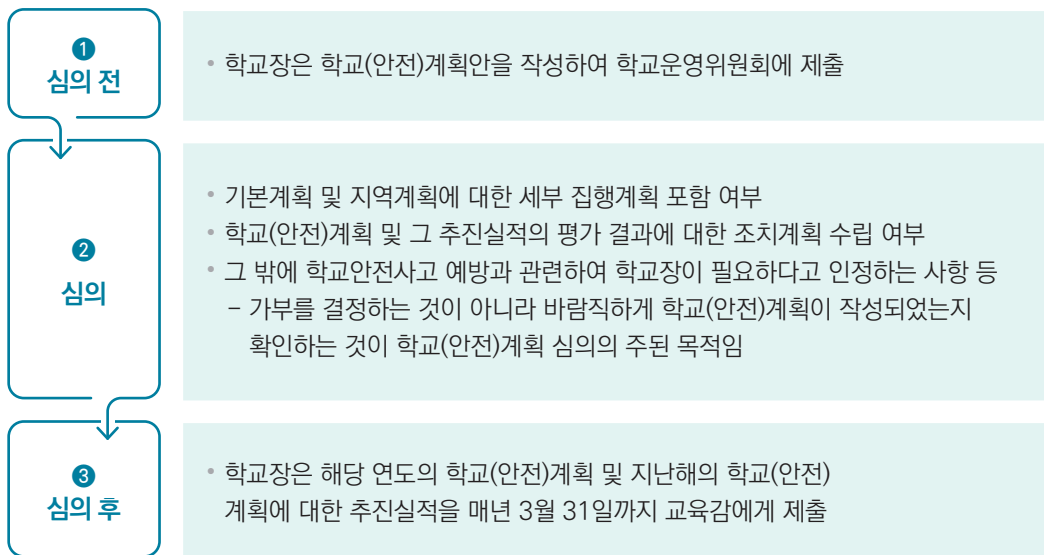 ❶
심의 전
• 학교장은 학교(안전)계획안을 작성하여 학교운영위원회에 제출
❷
심의
• 기본계획 및 지역계획에 대한 세부 집행계획 포함 여부
• 학교(안전)계획 및 그 추진실적의 평가 결과에 대한 조치계획 수립 여부
• 그 밖에 학교안전사고 예방과 관련하여 학교장이 필요하다고 인정하는 사항 등
– 가부를 결정하는 것이 아니라 바람직하게 학교(안전)계획이 작성되었는지
확인하는 것이 학교(안전)계획 심의의 주된 목적임
❸
심의 후
• 학교장은 해당 연도의 학교(안전)계획 및 지난해의 학교(안전)
계획에 대한 추진실적을 매년 3월 31일까지 교육감에게 제출